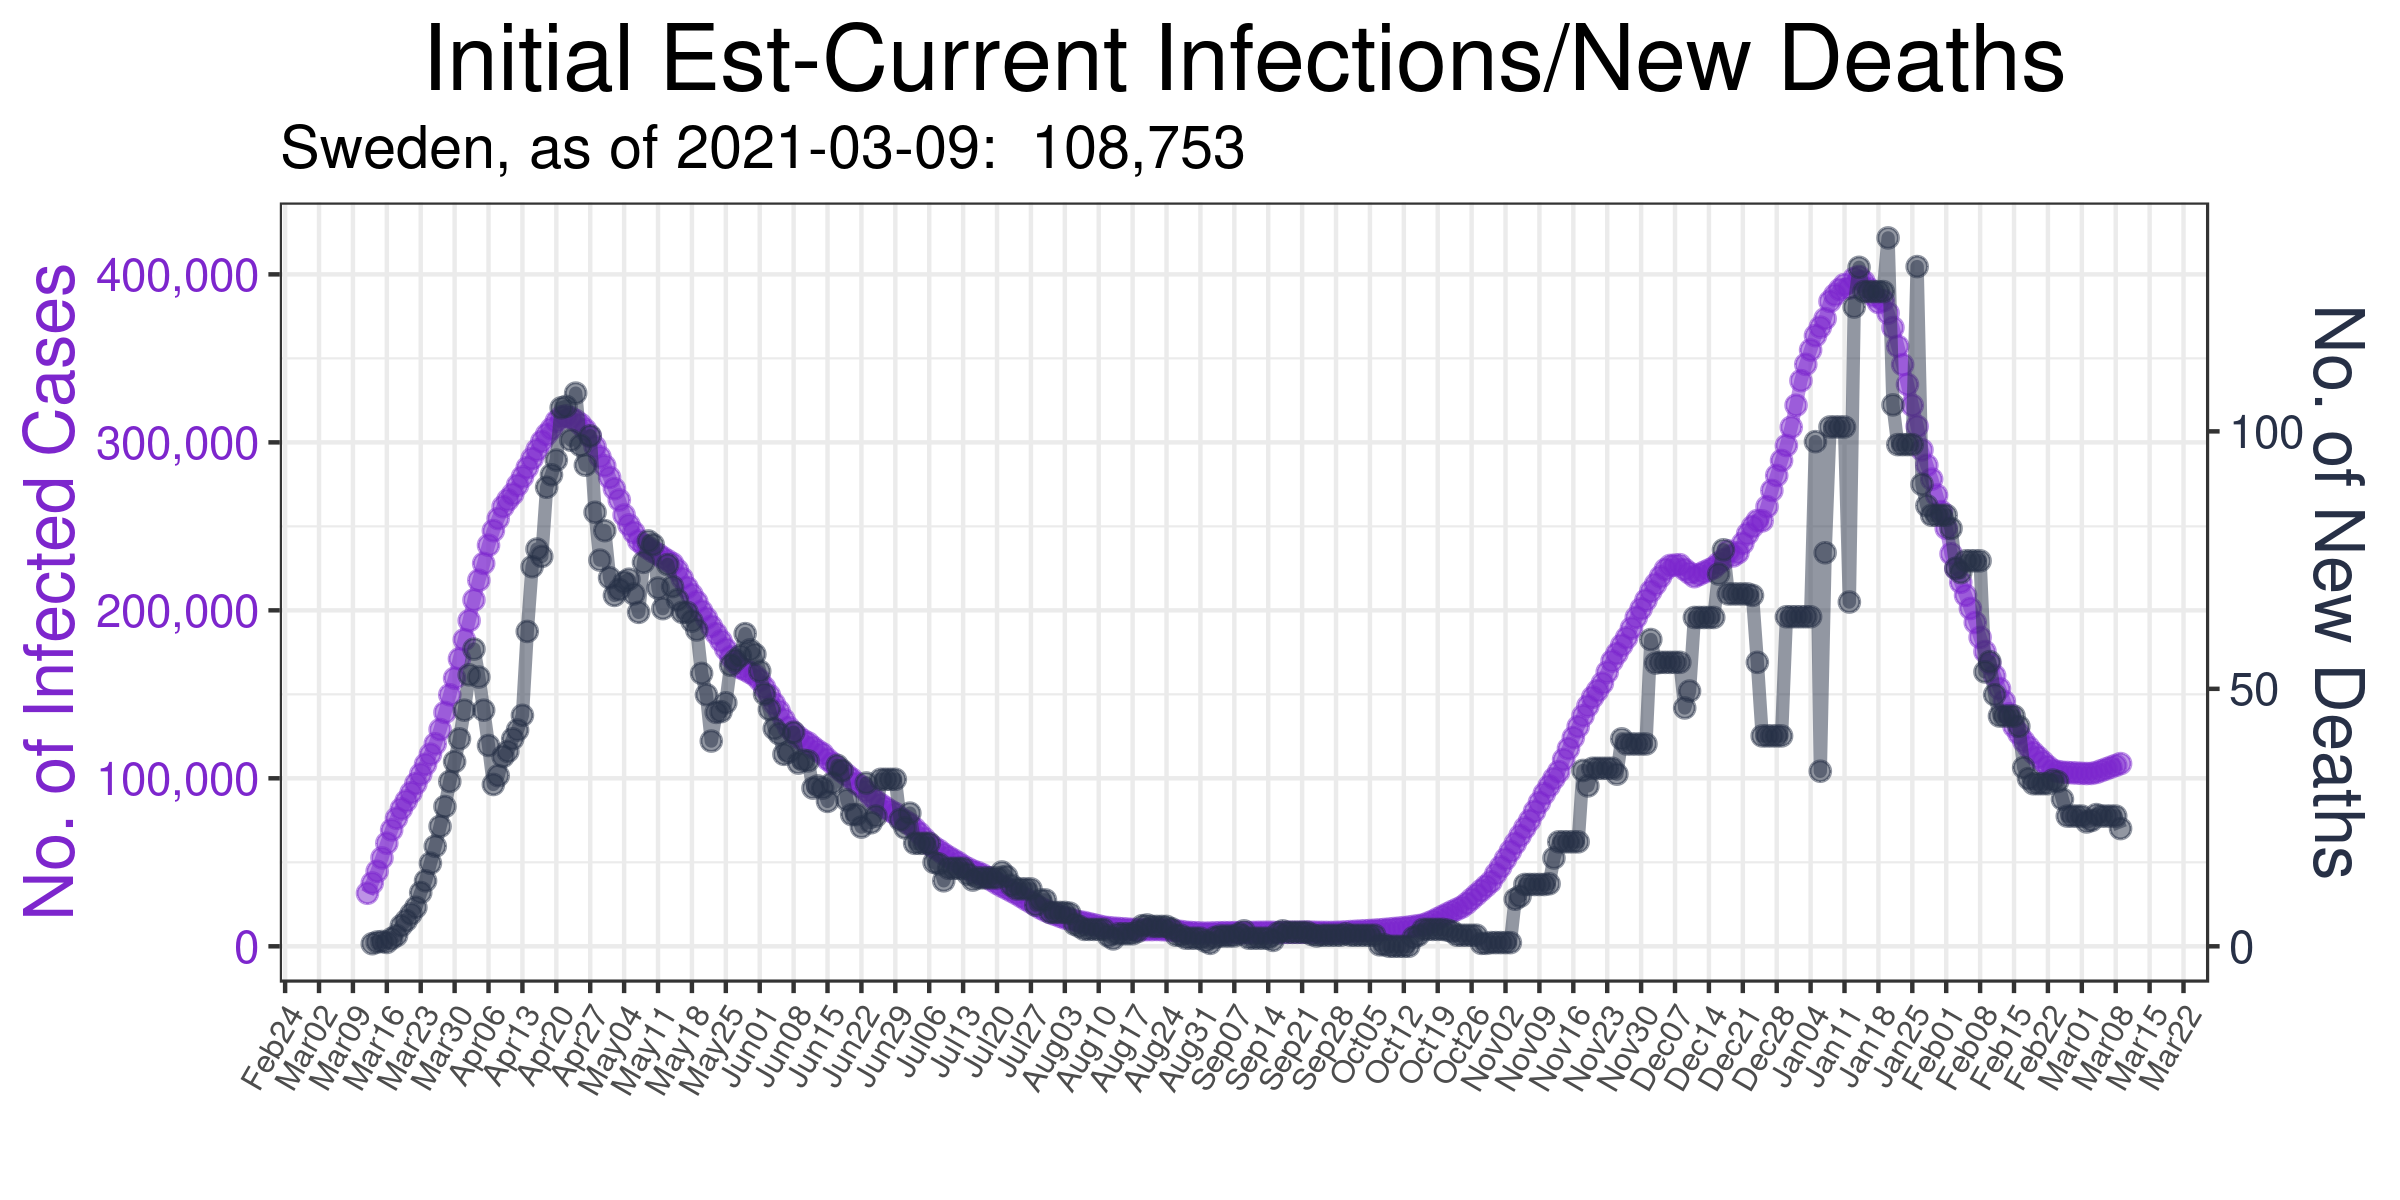 Initial Est-Current Infections/New Deaths
Sweden, as of 2021-03-09:  108,753
No. of Infected Cases
400,000
300,000
200,000
100,000
0
100
50
0
No. of New Deaths
Feb24
Mar02
Mar09
Mar16
Mar23
Mar30
Apr06
Apr13
Apr20
Apr27
May04
May11
May18
May25
Jun01
Jun08
Jun15
Jun22
Jun29
Jul06
Jul13
Jul20
Jul27
Aug03
Aug10
Aug17
Aug24
Aug31
Sep07
Sep14
Sep21
Sep28
Oct05
Oct12
Oct19
Oct26
Nov02
Nov09
Nov16
Nov23
Nov30
Dec07
Dec14
Dec21
Dec28
Jan04
Jan11
Jan18
Jan25
Feb01
Feb08
Feb15
Feb22
Mar01
Mar08
Mar15
Mar22